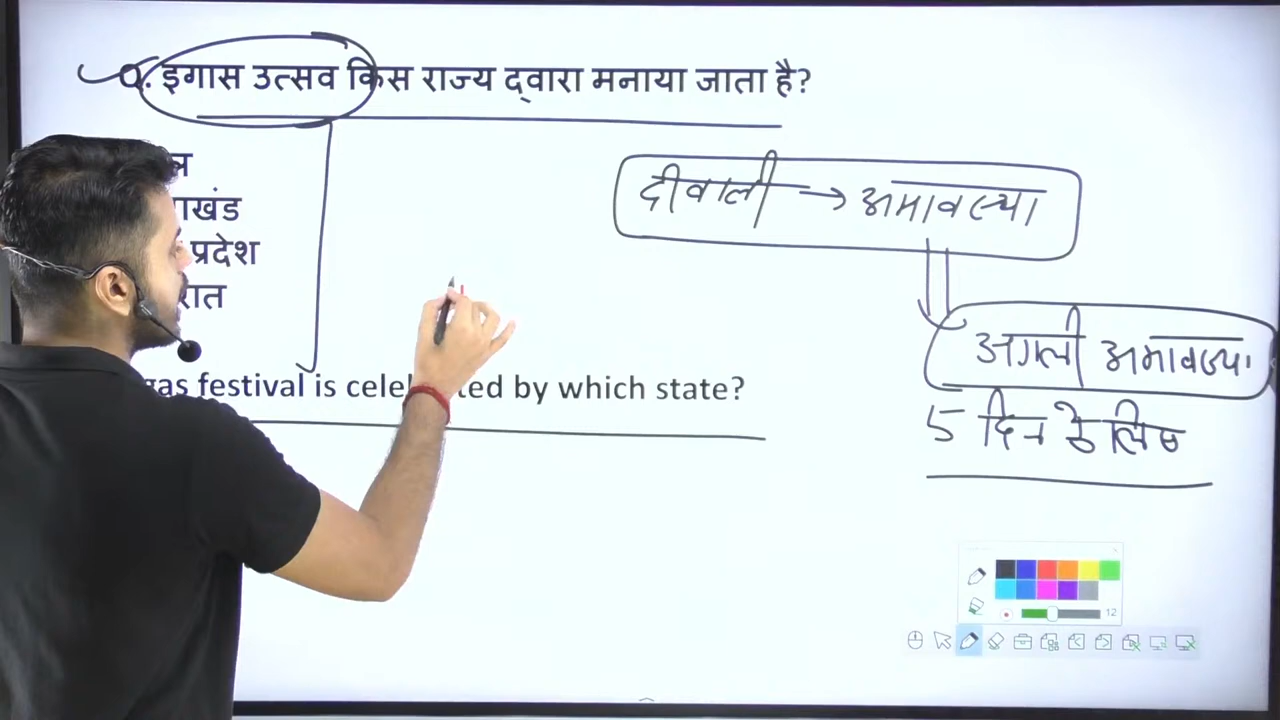 Q. इगास उत्सव किस राज्य द्वारा मनाया जाता है?
ल
ाखंड
प्रदेश
रात
gas festival is cele ted by which state?
दीवाली → अमावस्या
अगली अमावस्या
5 दिन के लिए
12